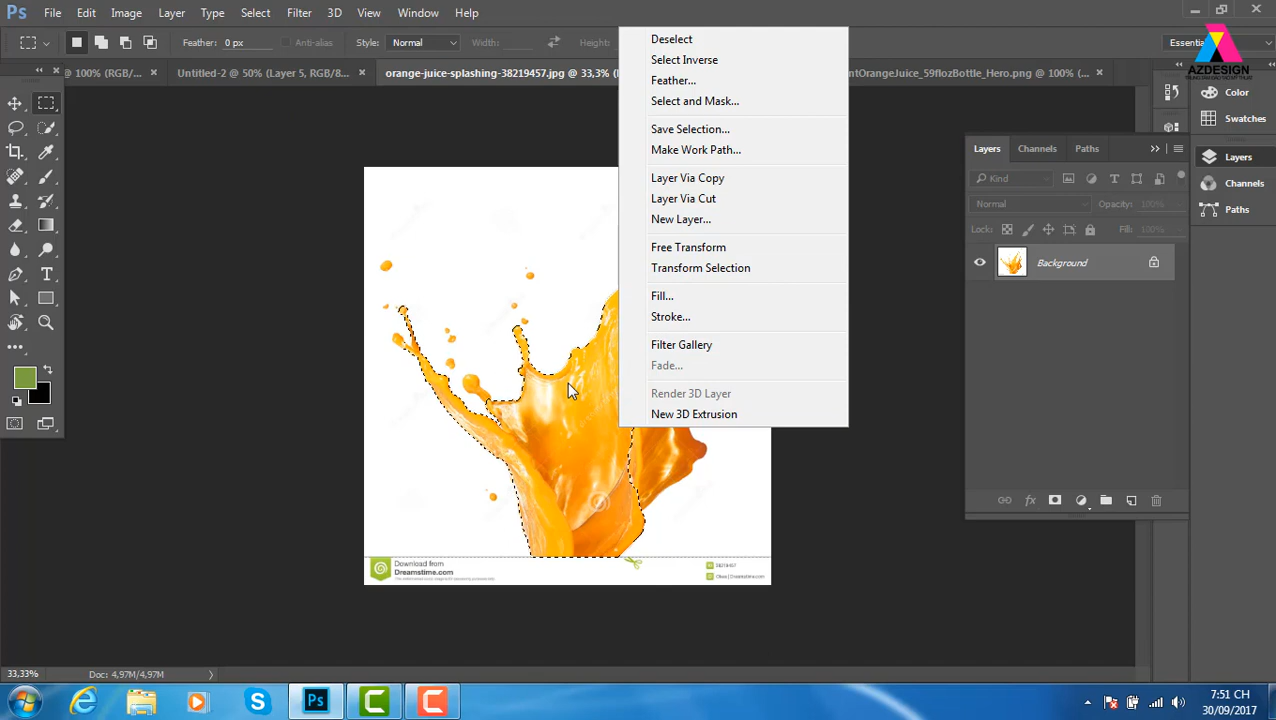 Ps File Edit Image Layer Type Select Filter 3D View Window Help
Feather: 0 px Anti-alias Style: Normal Width: Height: Essentia
AZDESIGN
@ 100% (RGB/... × Untitled-2 @ 50% (Layer 5, RGB/8... × orange-juice-splashing_58219457.jpg @ 33,3% ntOrangeJuice_59flozBottle_Hero.png @ 100% (... ×
Deselect
Select Inverse
Feather...
Select and Mask...
Save Selection...
Make Work Path...
Layer Via Copy
Layer Via Cut
New Layer...
Free Transform
Transform Selection
Fill...
Stroke...
Filter Gallery
Fade...
Render 3D Layer
New 3D Extrusion
Layers Channels Paths
Kind
Normal Opacity: 100%
Lock: Fill: 100%
Background
Color
Swatches
Layers
Channels
Paths
Download from
Dreamstime.com
33,33% Doc: 4,97M/4,97M
Ps
7:51 CH
30/09/2017